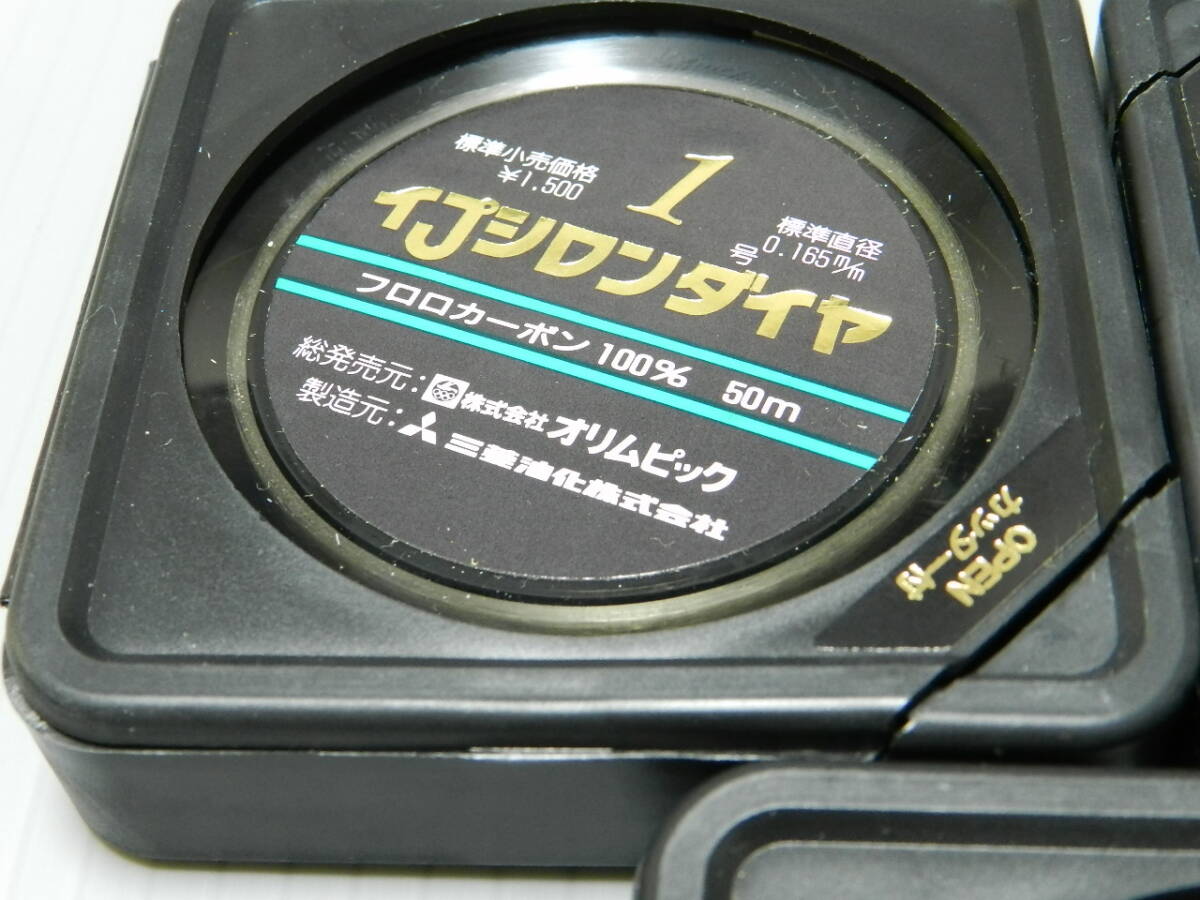 標準小売価格
¥1,500
1
号
標準直径
0.165m/m
イプシロンダイヤ
フロロカーボン 100% 50m
総発売元：株式会社 オリムピック
製造元：三菱油化株式会社
OPEN
カッター付